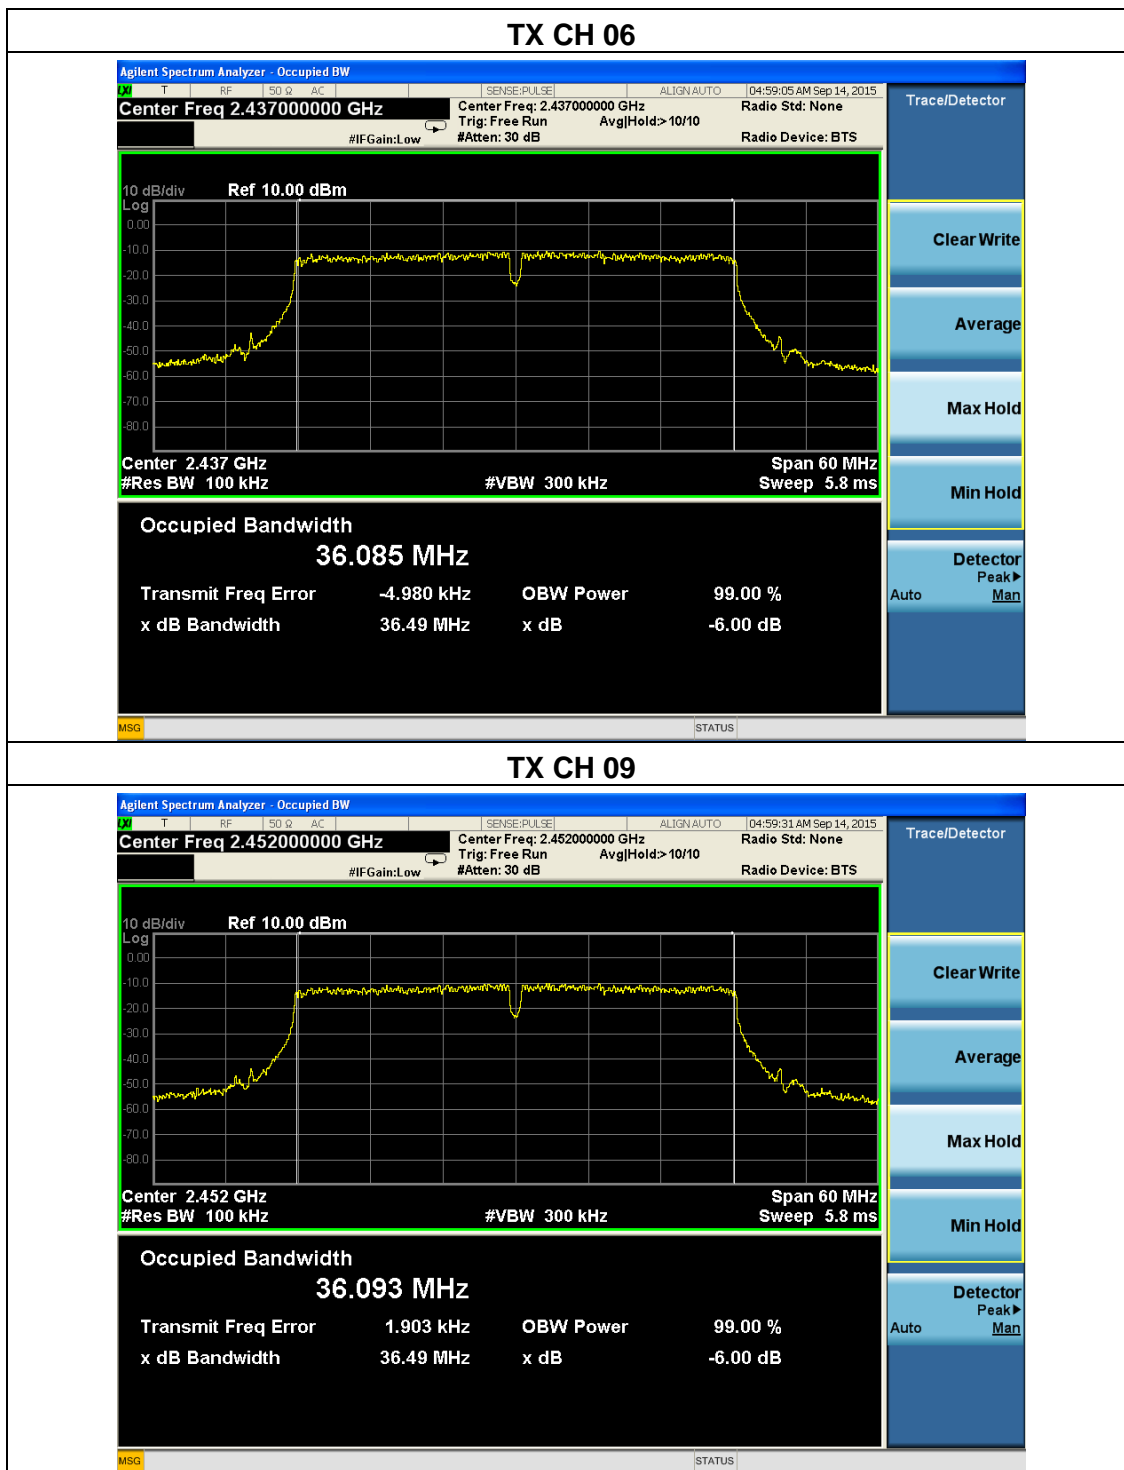 TX CH 06
Agilent Spectrum Analyzer - Occupied BW
LXI T RF 50 Ω AC SENSE:PULSE ALIGN AUTO 04:59:05 AM Sep 14, 2015
Center Freq 2.437000000 GHz Center Freq: 2.437000000 GHz Radio Std: None
Trig: Free Run Avg|Hold:>10/10
#IFGain:Low #Atten: 30 dB Radio Device: BTS
Trace/Detector
10 dB/div Ref 10.00 dBm
Log
0.00
-10.0
-20.0
-30.0
-40.0
-50.0
-60.0
-70.0
-80.0
Center 2.437 GHz Span 60 MHz
#Res BW 100 kHz #VBW 300 kHz Sweep 5.8 ms
Clear Write
Average
Max Hold
Min Hold
Detector
Peak▶
Auto Man
Occupied Bandwidth
36.085 MHz
Transmit Freq Error -4.980 kHz OBW Power 99.00 %
x dB Bandwidth 36.49 MHz x dB -6.00 dB
MSG STATUS
TX CH 09
Agilent Spectrum Analyzer - Occupied BW
LXI T RF 50 Ω AC SENSE:PULSE ALIGN AUTO 04:59:31 AM Sep 14, 2015
Center Freq 2.452000000 GHz Center Freq: 2.452000000 GHz Radio Std: None
Trig: Free Run Avg|Hold:>10/10
#IFGain:Low #Atten: 30 dB Radio Device: BTS
Trace/Detector
10 dB/div Ref 10.00 dBm
Log
0.00
-10.0
-20.0
-30.0
-40.0
-50.0
-60.0
-70.0
-80.0
Center 2.452 GHz Span 60 MHz
#Res BW 100 kHz #VBW 300 kHz Sweep 5.8 ms
Clear Write
Average
Max Hold
Min Hold
Detector
Peak▶
Auto Man
Occupied Bandwidth
36.093 MHz
Transmit Freq Error 1.903 kHz OBW Power 99.00 %
x dB Bandwidth 36.49 MHz x dB -6.00 dB
MSG STATUS